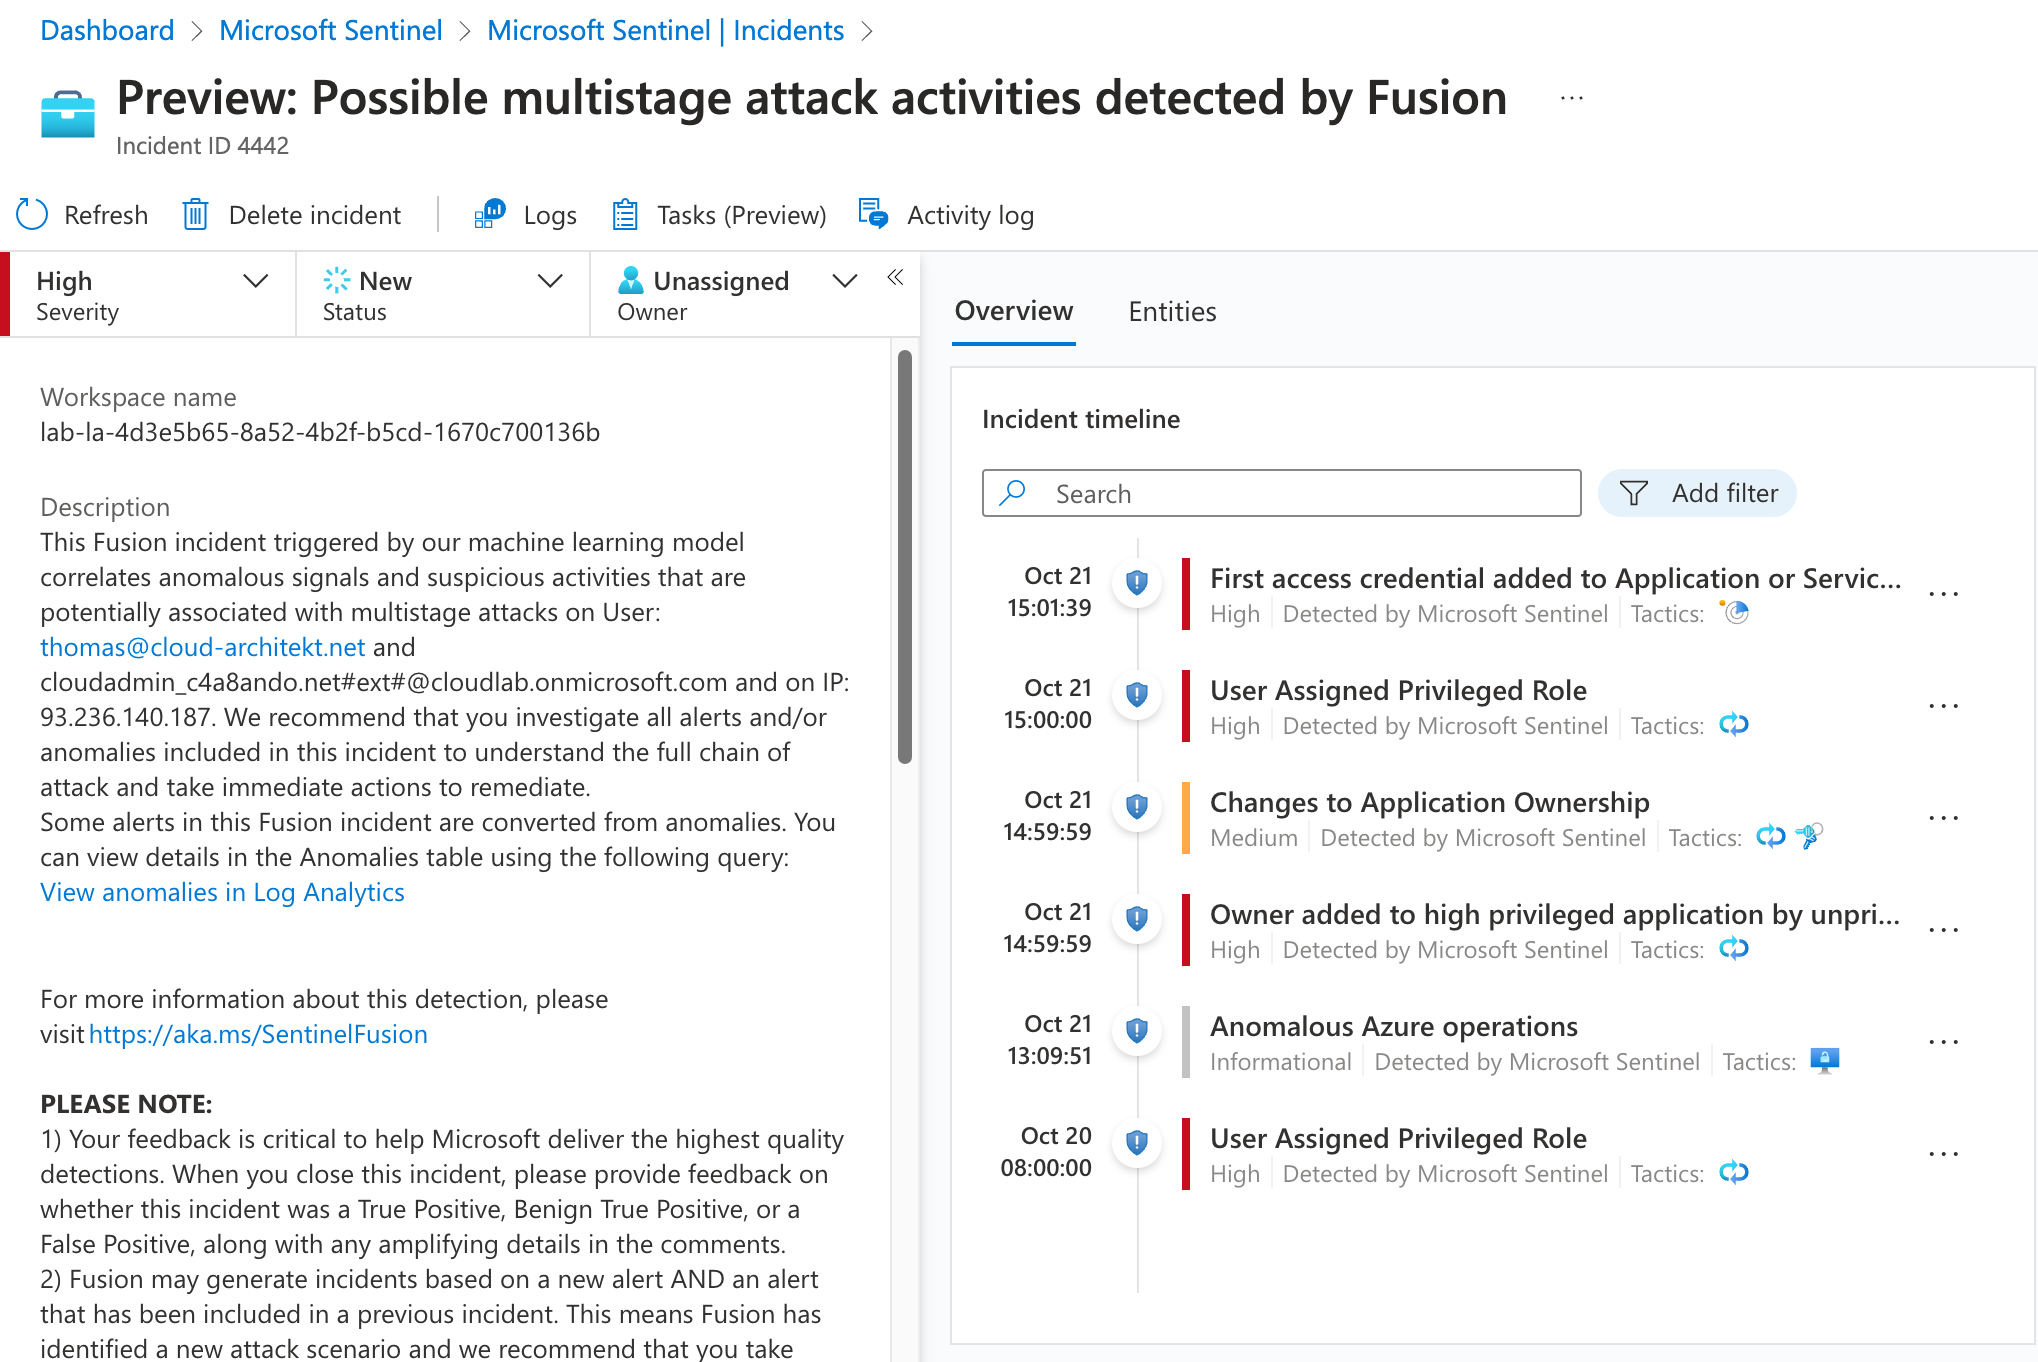 Dashboard > Microsoft Sentinel > Microsoft Sentinel | Incidents >
Preview: Possible multistage attack activities detected by Fusion ...
Incident ID 4442
Refresh Delete incident Logs Tasks (Preview) Activity log
High New Unassigned
Severity Status Owner
Workspace name
lab-la-4d3e5b65-8a52-4b2f-b5cd-1670c700136b
Description
This Fusion incident triggered by our machine learning model
correlates anomalous signals and suspicious activities that are
potentially associated with multistage attacks on User:
thomas@cloud-architekt.net and
cloudadmin_c4a8ando.net#ext#@cloudlab.onmicrosoft.com and on IP:
93.236.140.187. We recommend that you investigate all alerts and/or
anomalies included in this incident to understand the full chain of
attack and take immediate actions to remediate.
Some alerts in this Fusion incident are converted from anomalies. You
can view details in the Anomalies table using the following query:
View anomalies in Log Analytics
For more information about this detection, please
visit https://aka.ms/SentinelFusion
PLEASE NOTE:
1) Your feedback is critical to help Microsoft deliver the highest quality
detections. When you close this incident, please provide feedback on
whether this incident was a True Positive, Benign True Positive, or a
False Positive, along with any amplifying details in the comments.
2) Fusion may generate incidents based on a new alert AND an alert
that has been included in a previous incident. This means Fusion has
identified a new attack scenario and we recommend that you take
Overview Entities
Incident timeline
Search Add filter
Oct 21 First access credential added to Application or Servic...
15:01:39 High Detected by Microsoft Sentinel Tactics:
Oct 21 User Assigned Privileged Role
15:00:00 High Detected by Microsoft Sentinel Tactics:
Oct 21 Changes to Application Ownership
14:59:59 Medium Detected by Microsoft Sentinel Tactics:
Oct 21 Owner added to high privileged application by unpri...
14:59:59 High Detected by Microsoft Sentinel Tactics:
Oct 21 Anomalous Azure operations
13:09:51 Informational Detected by Microsoft Sentinel Tactics:
Oct 20 User Assigned Privileged Role
08:00:00 High Detected by Microsoft Sentinel Tactics: